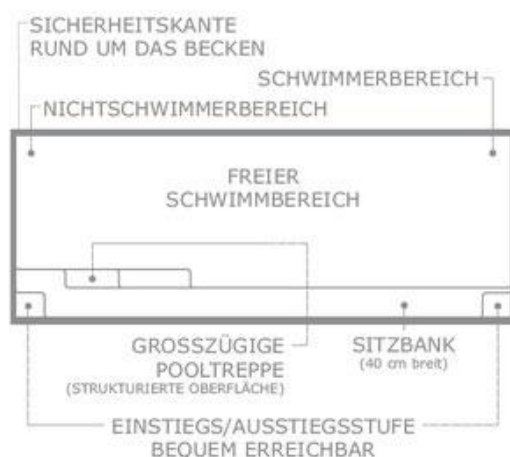 SICHERHEITSKANTE
RUND UM DAS BECKEN
SCHWIMMERBEREICH
NICHTSCHWIMMERBEREICH
FREIER
SCHWIMMBEREICH
GROSSZÜGIGE
POOLTREPPE
(STRUKTURIERTE OBERFLÄCHE)
SITZBANK
(40 cm breit)
EINSTIEGS/AUSSTIEGSSTUFE
BEQUEM ERREICHBAR